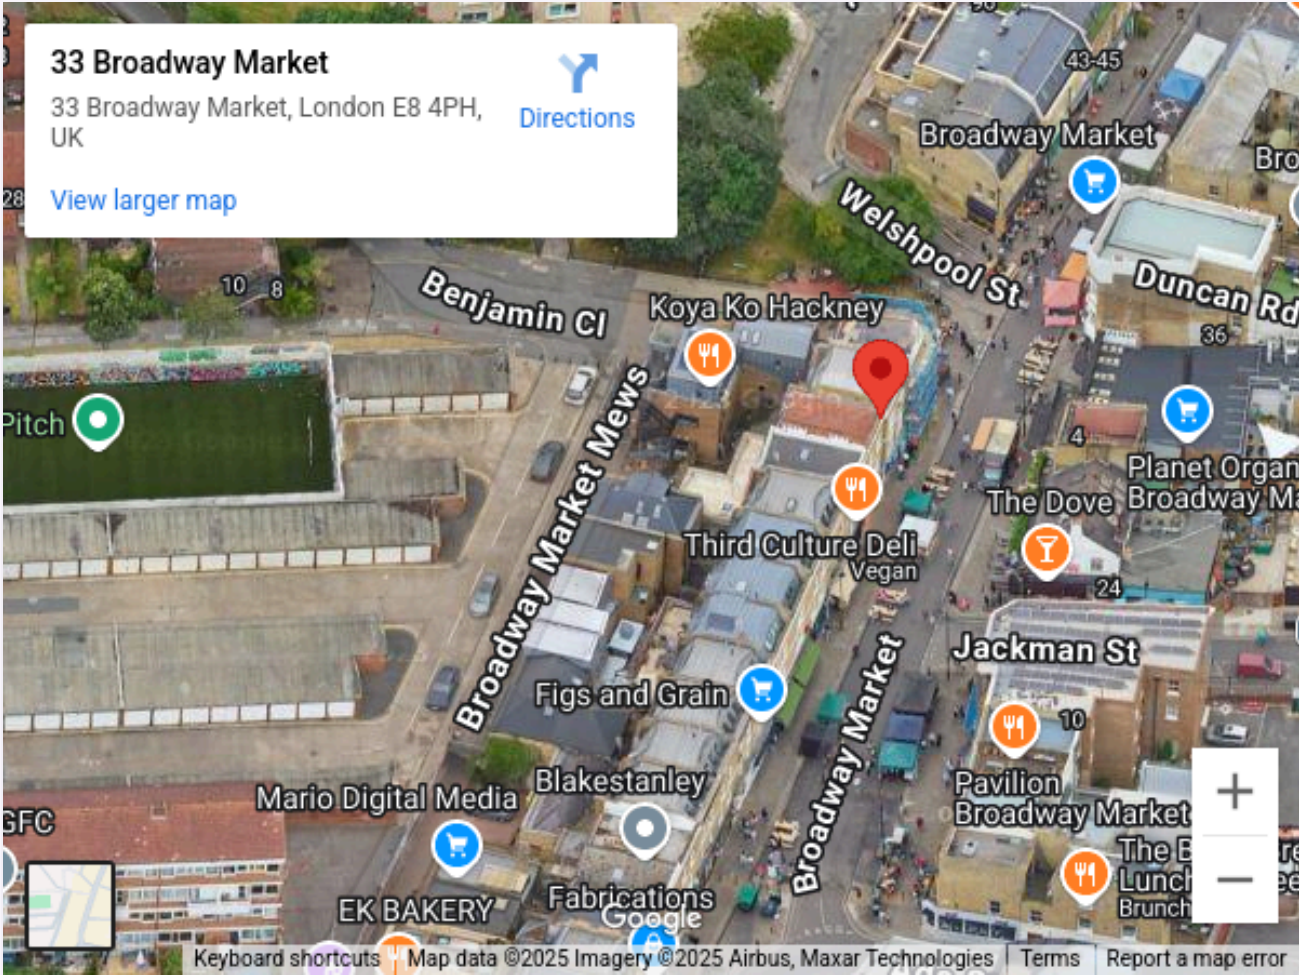 33 Broadway Market
33 Broadway Market, London E8 4PH,
UK
Directions
View larger map
43-45
Broadway Market
Bro
28
Welshpool St
Duncan Rd
10
8
Benjamin Cl
Koya Ko Hackney
36
Pitch
Broadway Market Mews
4
Planet Organ
Broadway Ma
The Dove
Third Culture Deli
Vegan
24
Jackman St
Figs and Grain
Broadway Market
10
Pavilion
Broadway Market
Blakestanley
Mario Digital Media
GFC
The B
Lunch
Brunch
EK BAKERY
Fabrications
Google
Keyboard shortcuts
Map data ©2025 Imagery ©2025 Airbus, Maxar Technologies
Terms
Report a map error